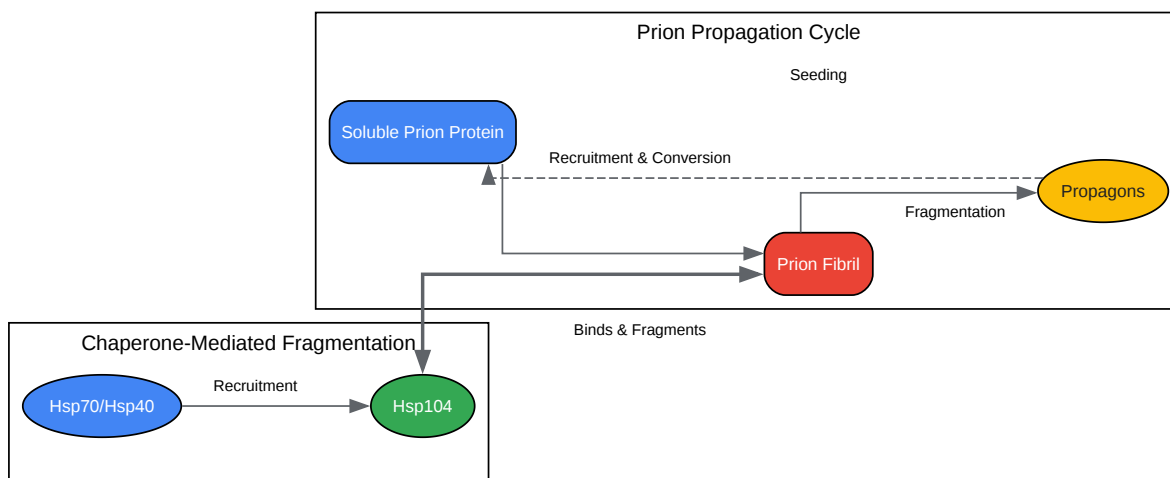 Prion Propagation Cycle
Seeding
Soluble Prion Protein
Recruitment & Conversion
Propagons
Fragmentation
Prion Fibril
Binds & Fragments
Chaperone-Mediated Fragmentation
Recruitment
Hsp70/Hsp40
Hsp104